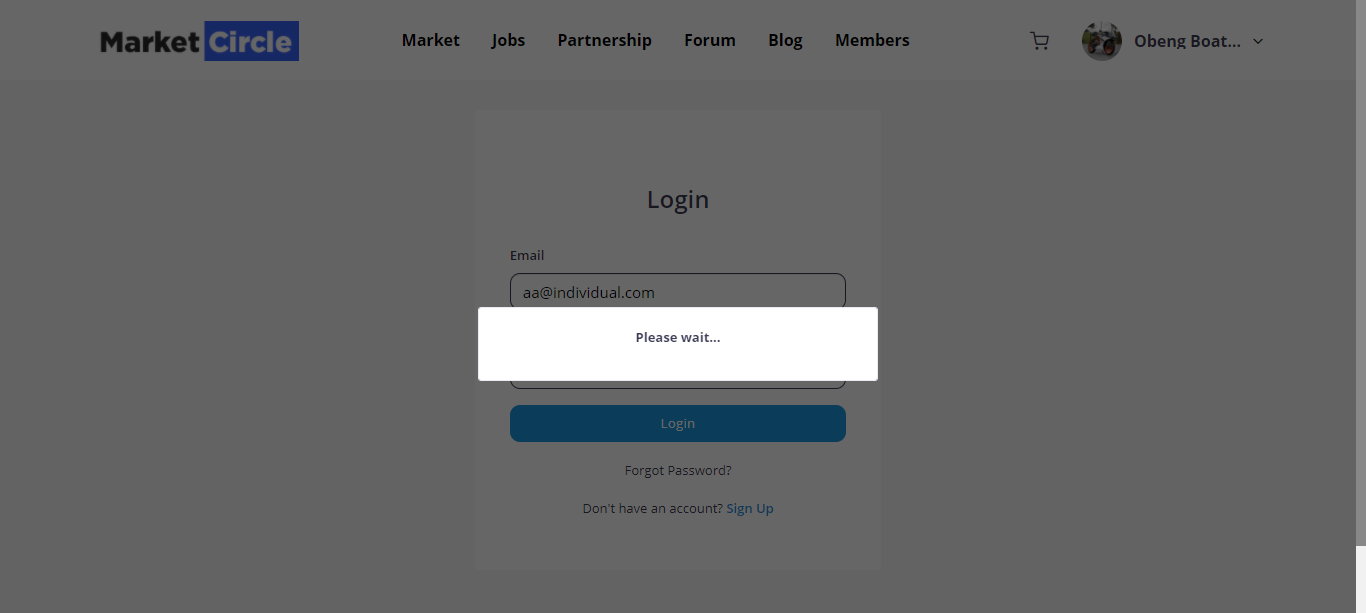 Market Circle
Market Jobs Partnership Forum Blog Members
Obeng Boat...
Login
Email
aa@individual.com
Please wait...
Login
Forgot Password?
Don't have an account? Sign Up